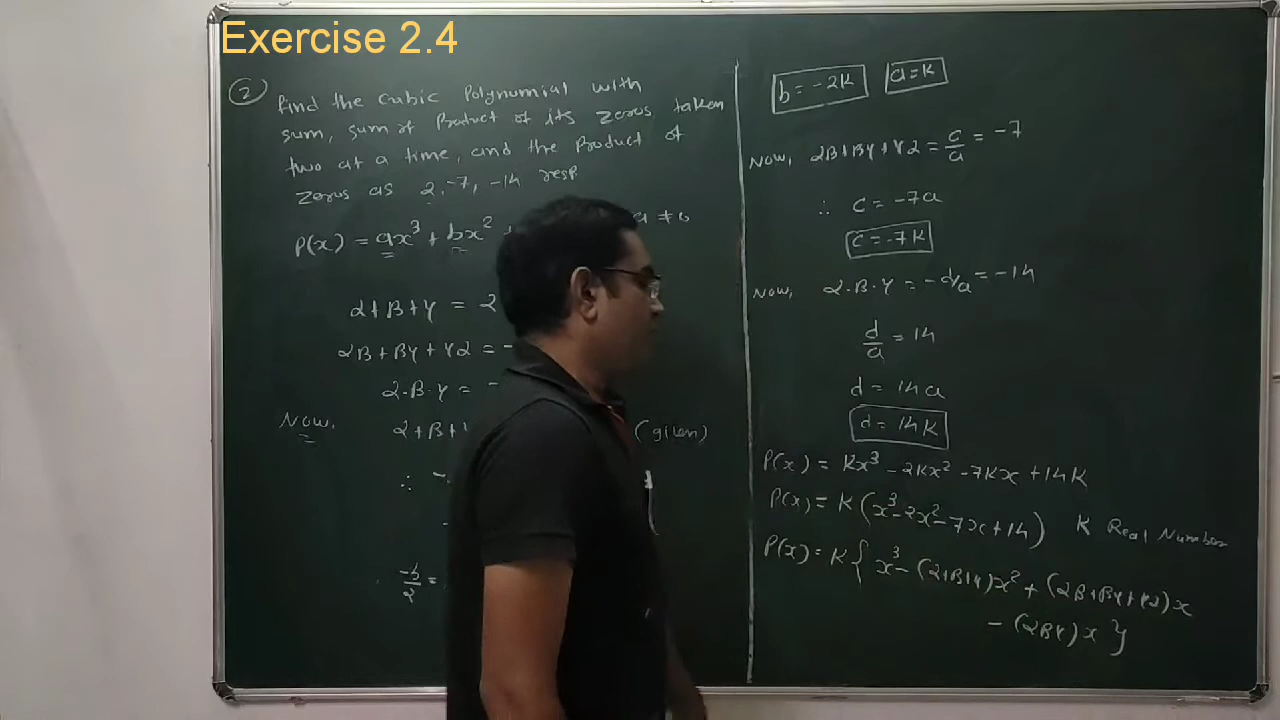 Exercise 2.4
② Find the cubic Polynomial with
sum, sum of Product of its zeros taken
two at a time, and the Product of
zeros as 2, -7, -14 resp.
P(x) = ax³ + bx² + a ≠ 0
α+β+γ = 2
αβ + βγ + γα = -
α·β·γ = -
Now, α+β+ (given)
∴ -
-b/2 =
b = -2K a = K
Now, αβ+βγ+γα = c/a = -7
∴ c = -7a
c = -7K
Now, α·β·γ = -d/a = -14
d/a = 14
d = 14a
d = 14K
P(x) = Kx³ - 2Kx² - 7Kx + 14K
P(x) = K(x³ - 2x² - 7x + 14) K Real Number
P(x) = K{x³ - (α+β+γ)x² + (αβ+βγ+γα)x
- (αβγ)x}